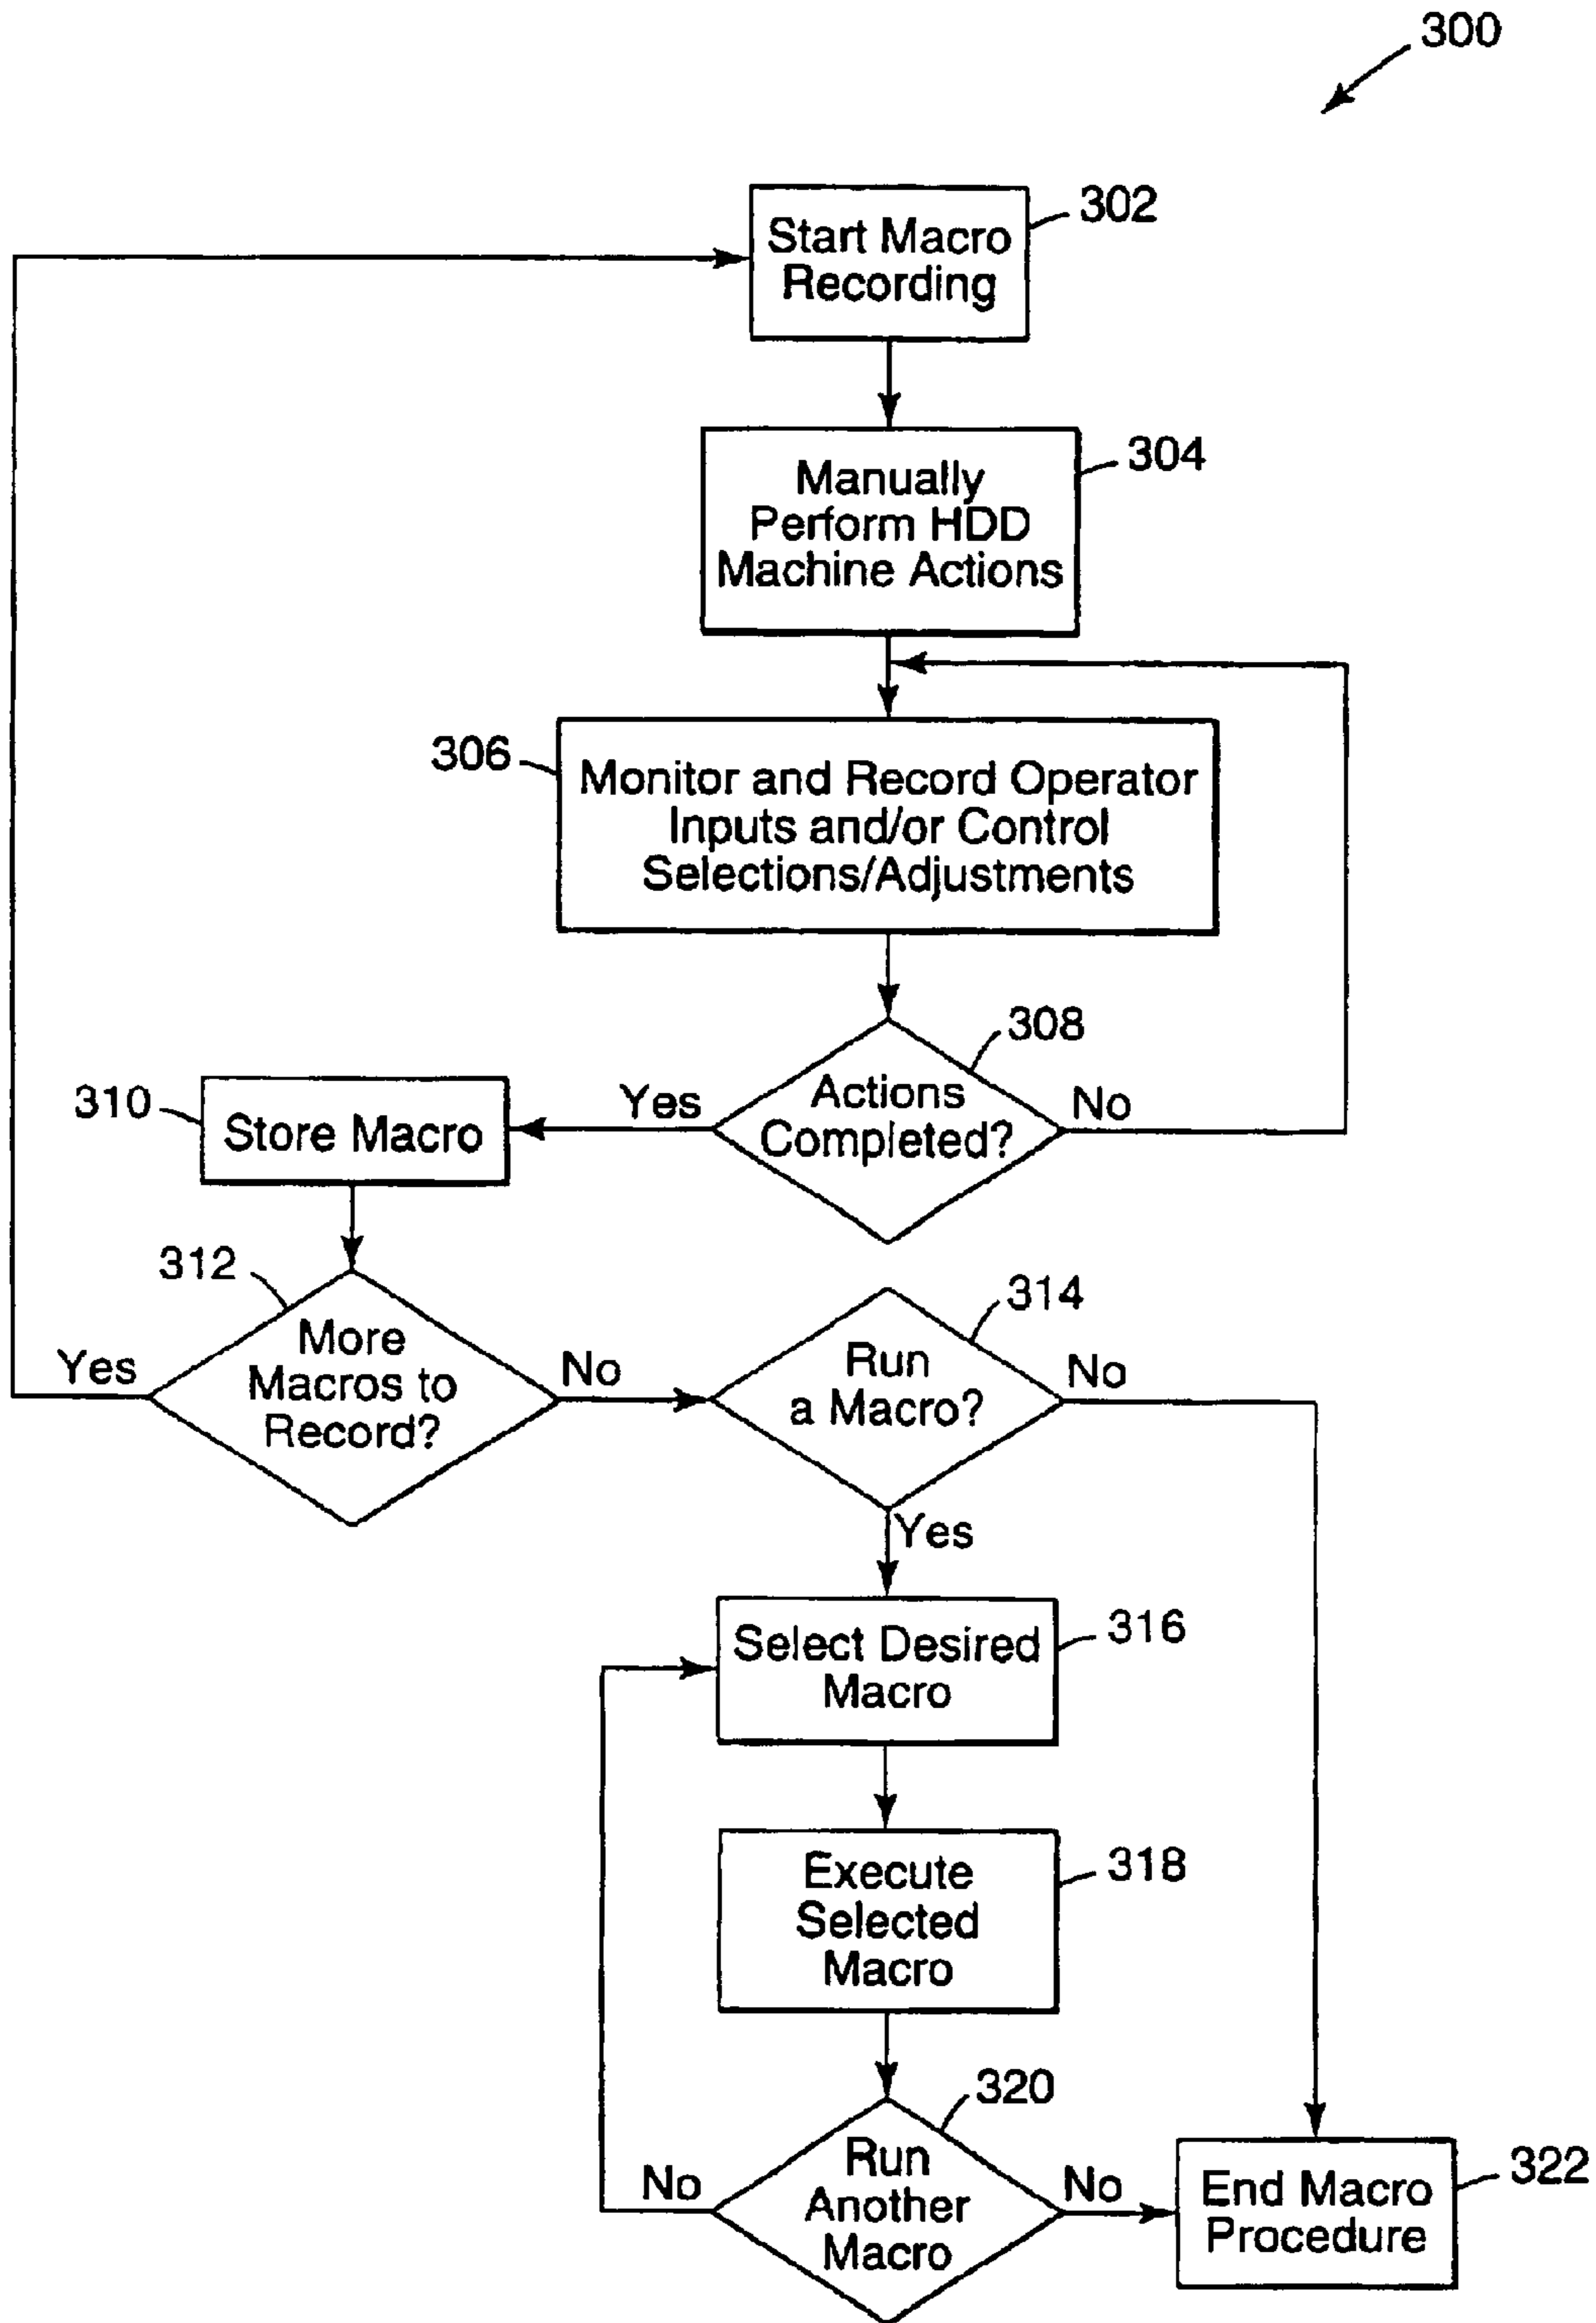 300
Start Macro
Recording
302
Manually
Perform HDD
Machine Actions
304
306
Monitor and Record Operator
Inputs and/or Control
Selections/Adjustments
308
Actions
Completed?
Yes
No
310
Store Macro
312
More
Macros to
Record?
Yes
No
314
Run
a Macro?
No
Yes
Select Desired
Macro
316
Execute
Selected
Macro
318
320
Run
Another
Macro
No
No
End Macro
Procedure
322